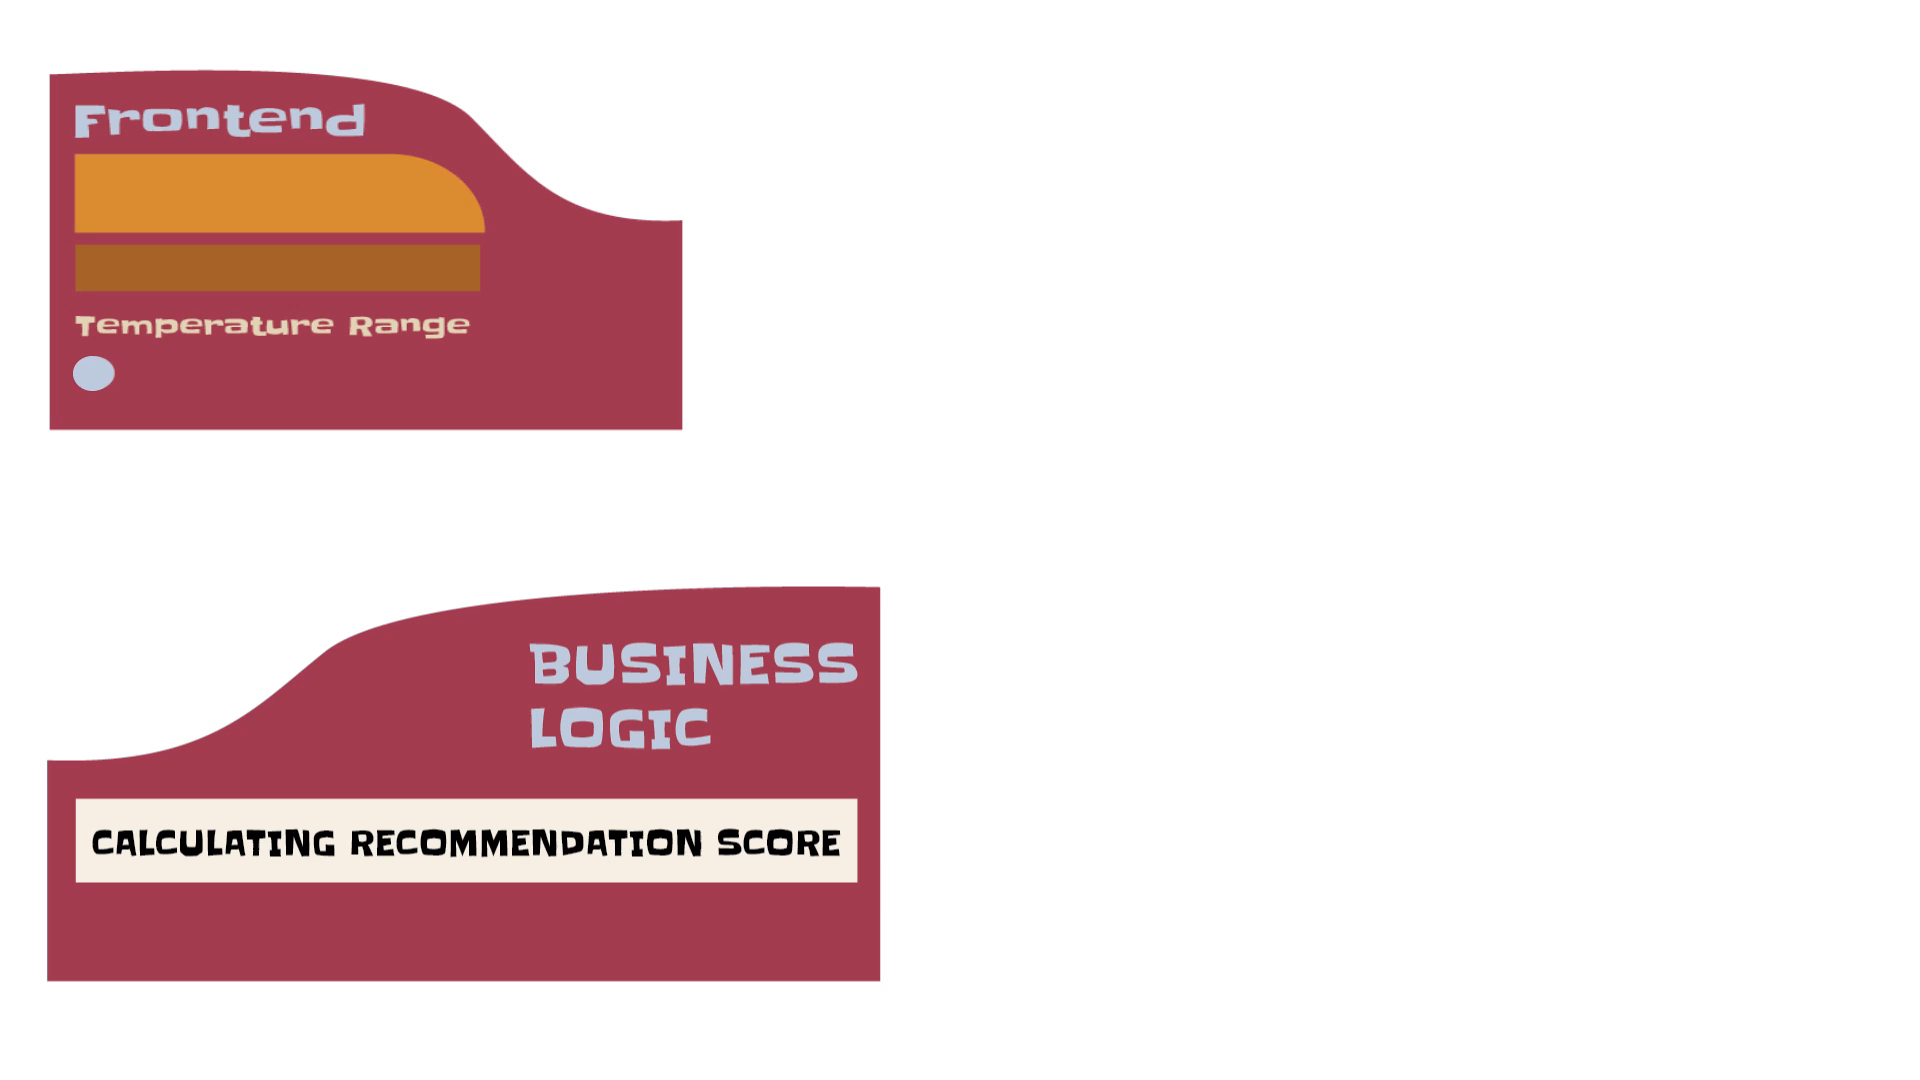 Frontend
Temperature Range
BUSINESS
LOGIC
CALCULATING RECOMMENDATION SCORE